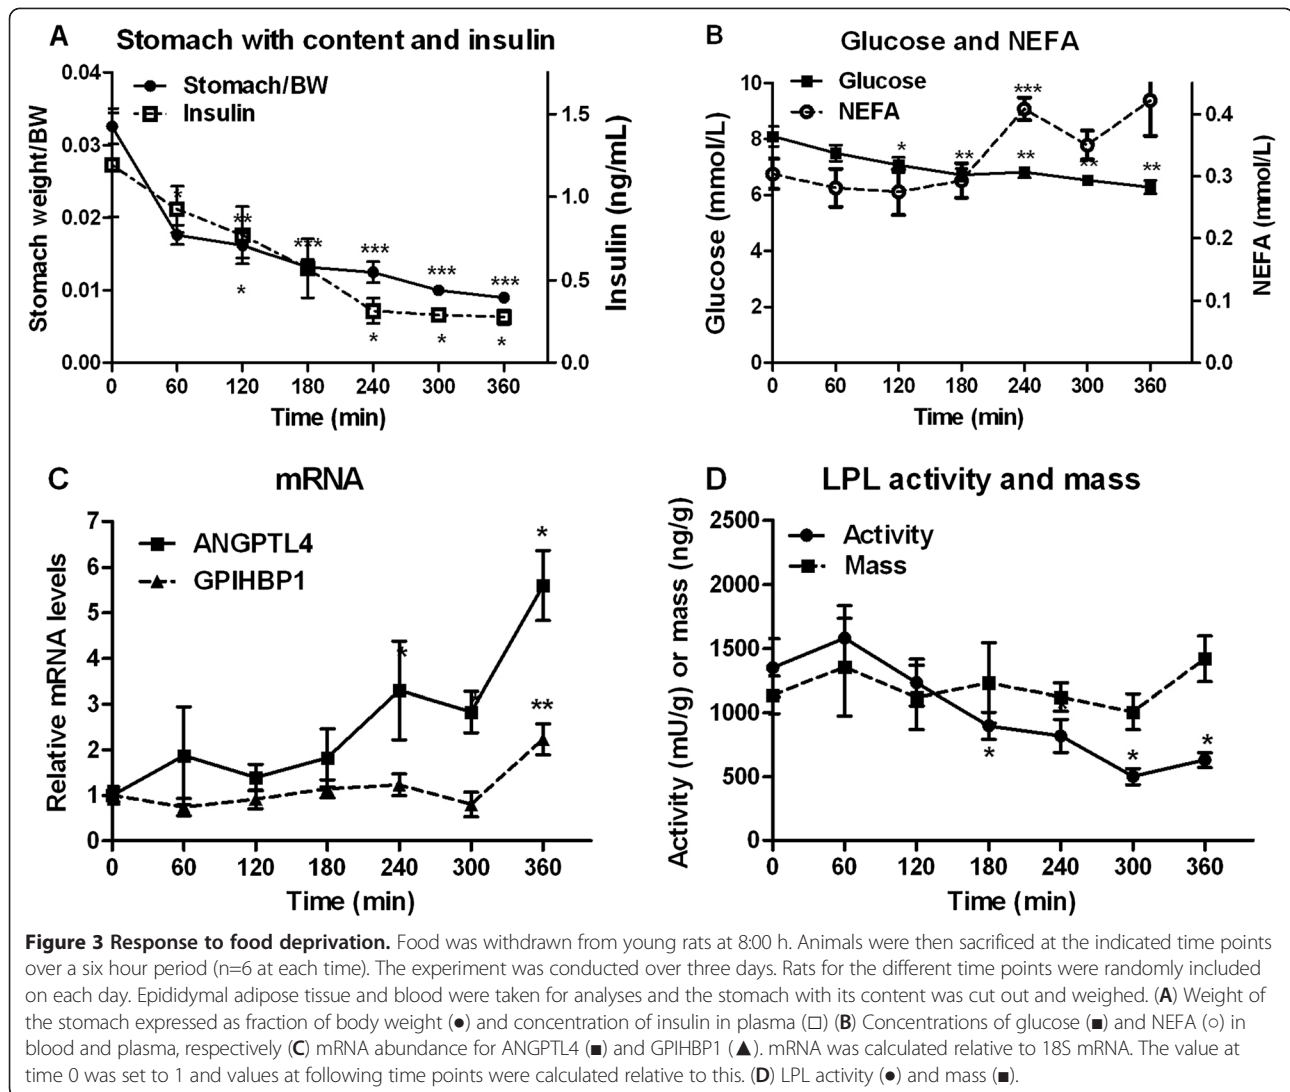 A Stomach with content and insulin
Stomach/BW
Insulin
0.04
0.03
0.02
0.01
0.00
Stomach weight/BW
1.5
1.0
0.5
0.0
Insulin (ng/mL)
* ** *** *** *** ***
* * * *
0 60 120 180 240 300 360
Time (min)
B Glucose and NEFA
Glucose
NEFA
10
8
6
4
2
0
Glucose (mmol/L)
0.4
0.3
0.2
0.1
0.0
NEFA (mmol/L)
***
* ** ** ** **
0 60 120 180 240 300 360
Time (min)
C mRNA
ANGPTL4
GPIHBP1
7
6
5
4
3
2
1
0
Relative mRNA levels
* * *
**
0 60 120 180 240 300 360
Time (min)
D LPL activity and mass
Activity
Mass
2500
2000
1500
1000
500
0
Activity (mU/g) or mass (ng/g)
* * * *
0 60 120 180 240 300 360
Time (min)
Figure 3 Response to food deprivation. Food was withdrawn from young rats at 8:00 h. Animals were then sacrificed at the indicated time points
over a six hour period (n=6 at each time). The experiment was conducted over three days. Rats for the different time points were randomly included
on each day. Epididymal adipose tissue and blood were taken for analyses and the stomach with its content was cut out and weighed. (A) Weight of
the stomach expressed as fraction of body weight (●) and concentration of insulin in plasma (□) (B) Concentrations of glucose (■) and NEFA (○) in
blood and plasma, respectively (C) mRNA abundance for ANGPTL4 (■) and GPIHBP1 (▲). mRNA was calculated relative to 18S mRNA. The value at
time 0 was set to 1 and values at following time points were calculated relative to this. (D) LPL activity (●) and mass (■).